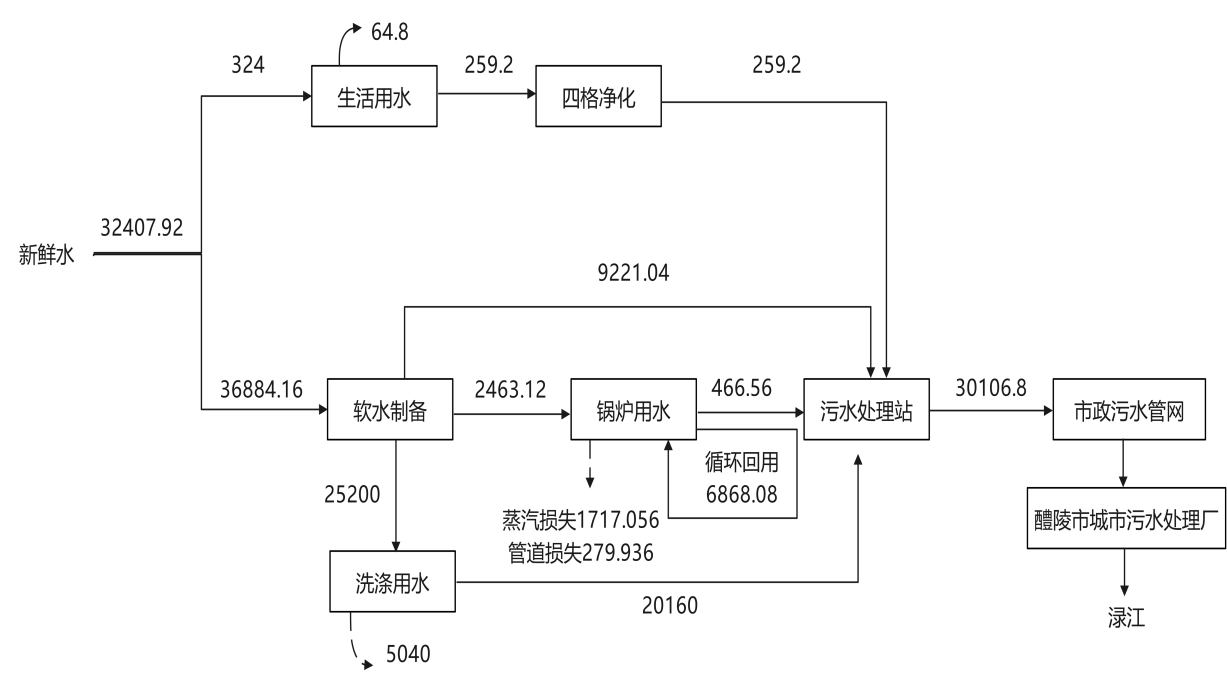 64.8
324
259.2
259.2
生活用水
四格净化
32407.92
新鲜水
9221.04
36884.16
2463.12
466.56
30106.8
软水制备
锅炉用水
污水处理站
市政污水管网
循环回用
6868.08
25200
蒸汽损失1717.056
管道损失279.936
醴陵市城市污水处理厂
洗涤用水
20160
渌江
5040